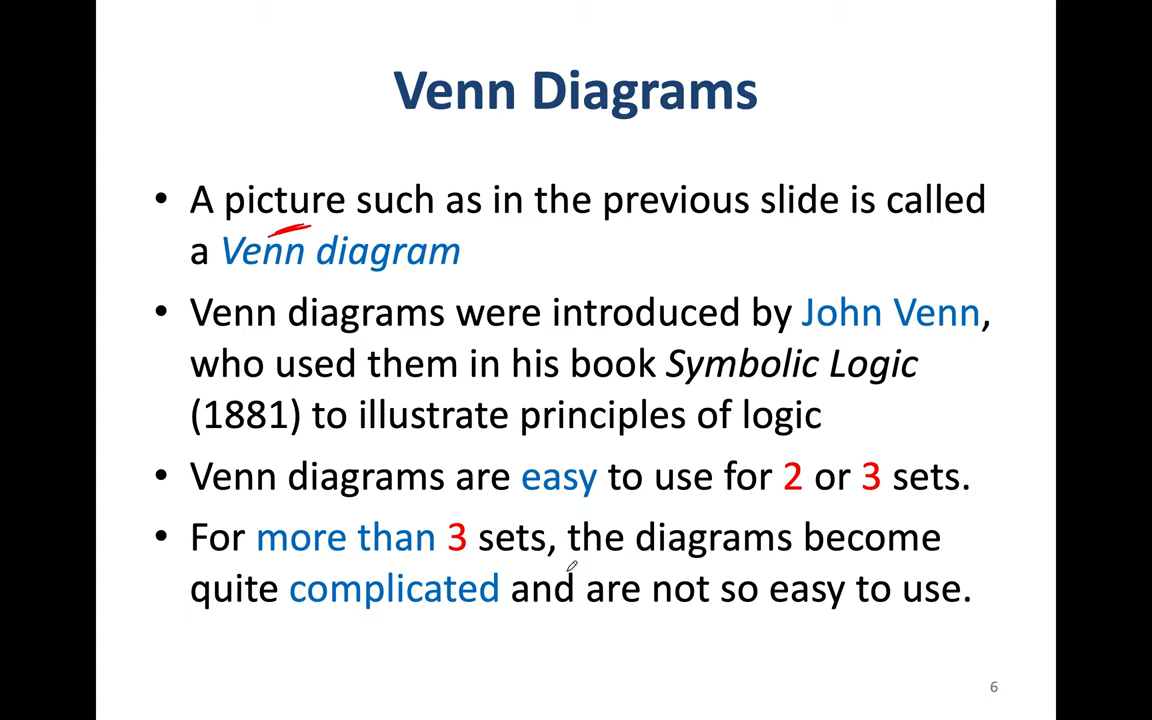 Venn Diagrams
• A picture such as in the previous slide is called
a Venn diagram
• Venn diagrams were introduced by John Venn,
who used them in his book Symbolic Logic
(1881) to illustrate principles of logic
• Venn diagrams are easy to use for 2 or 3 sets.
• For more than 3 sets, the diagrams become
quite complicated and are not so easy to use.
6